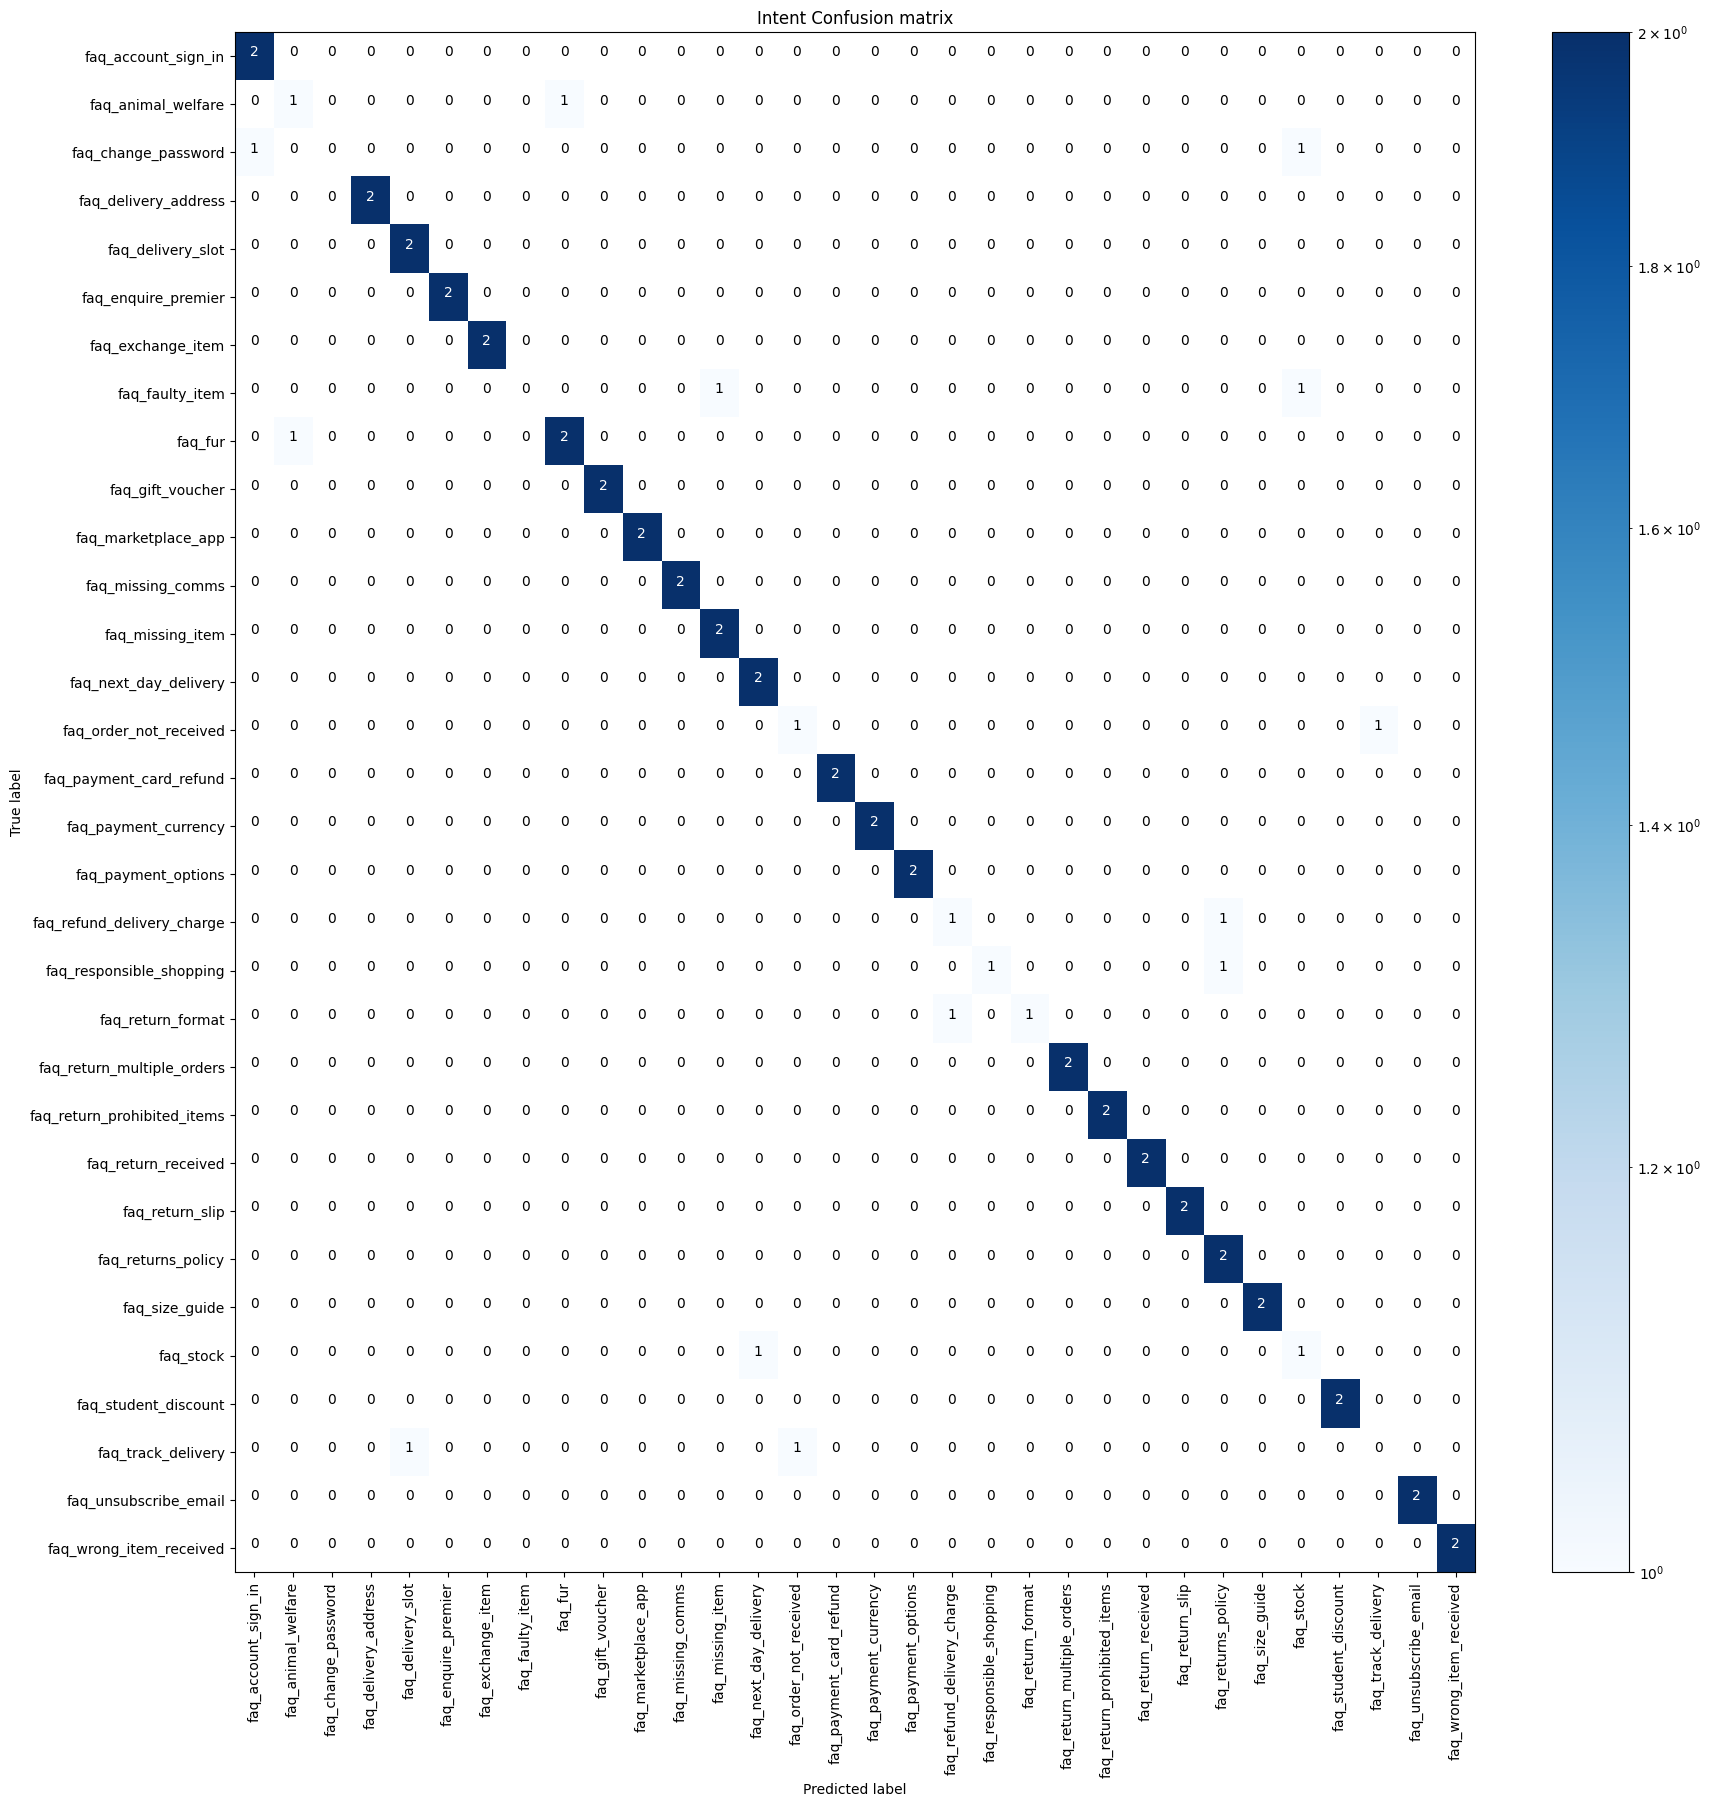 Intent Confusion matrix
faq_account_sign_in 2 0 0 0 0 0 0 0 0 0 0 0 0 0 0 0 0 0 0 0 0 0 0 0 0 0 0 0 0 0 0 0
faq_animal_welfare 0 1 0 0 0 0 0 0 1 0 0 0 0 0 0 0 0 0 0 0 0 0 0 0 0 0 0 0 0 0 0 0
faq_change_password 1 0 0 0 0 0 0 0 0 0 0 0 0 0 0 0 0 0 0 0 0 0 0 0 0 0 0 1 0 0 0 0
faq_delivery_address 0 0 0 2 0 0 0 0 0 0 0 0 0 0 0 0 0 0 0 0 0 0 0 0 0 0 0 0 0 0 0 0
faq_delivery_slot 0 0 0 0 2 0 0 0 0 0 0 0 0 0 0 0 0 0 0 0 0 0 0 0 0 0 0 0 0 0 0 0
faq_enquire_premier 0 0 0 0 0 2 0 0 0 0 0 0 0 0 0 0 0 0 0 0 0 0 0 0 0 0 0 0 0 0 0 0
faq_exchange_item 0 0 0 0 0 0 2 0 0 0 0 0 0 0 0 0 0 0 0 0 0 0 0 0 0 0 0 0 0 0 0 0
faq_faulty_item 0 0 0 0 0 0 0 0 0 0 0 0 1 0 0 0 0 0 0 0 0 0 0 0 0 0 0 1 0 0 0 0
faq_fur 0 1 0 0 0 0 0 0 2 0 0 0 0 0 0 0 0 0 0 0 0 0 0 0 0 0 0 0 0 0 0 0
faq_gift_voucher 0 0 0 0 0 0 0 0 0 2 0 0 0 0 0 0 0 0 0 0 0 0 0 0 0 0 0 0 0 0 0 0
faq_marketplace_app 0 0 0 0 0 0 0 0 0 0 2 0 0 0 0 0 0 0 0 0 0 0 0 0 0 0 0 0 0 0 0 0
faq_missing_comms 0 0 0 0 0 0 0 0 0 0 0 2 0 0 0 0 0 0 0 0 0 0 0 0 0 0 0 0 0 0 0 0
faq_missing_item 0 0 0 0 0 0 0 0 0 0 0 0 2 0 0 0 0 0 0 0 0 0 0 0 0 0 0 0 0 0 0 0
faq_next_day_delivery 0 0 0 0 0 0 0 0 0 0 0 0 0 2 0 0 0 0 0 0 0 0 0 0 0 0 0 0 0 0 0 0
faq_order_not_received 0 0 0 0 0 0 0 0 0 0 0 0 0 0 1 0 0 0 0 0 0 0 0 0 0 0 0 0 0 1 0 0
faq_payment_card_refund 0 0 0 0 0 0 0 0 0 0 0 0 0 0 0 2 0 0 0 0 0 0 0 0 0 0 0 0 0 0 0 0
faq_payment_currency 0 0 0 0 0 0 0 0 0 0 0 0 0 0 0 0 2 0 0 0 0 0 0 0 0 0 0 0 0 0 0 0
faq_payment_options 0 0 0 0 0 0 0 0 0 0 0 0 0 0 0 0 0 2 0 0 0 0 0 0 0 0 0 0 0 0 0 0
faq_refund_delivery_charge 0 0 0 0 0 0 0 0 0 0 0 0 0 0 0 0 0 0 1 0 0 0 0 0 0 1 0 0 0 0 0 0
faq_responsible_shopping 0 0 0 0 0 0 0 0 0 0 0 0 0 0 0 0 0 0 0 1 0 0 0 0 0 1 0 0 0 0 0 0
faq_return_format 0 0 0 0 0 0 0 0 0 0 0 0 0 0 0 0 0 0 1 0 1 0 0 0 0 0 0 0 0 0 0 0
faq_return_multiple_orders 0 0 0 0 0 0 0 0 0 0 0 0 0 0 0 0 0 0 0 0 0 2 0 0 0 0 0 0 0 0 0 0
faq_return_prohibited_items 0 0 0 0 0 0 0 0 0 0 0 0 0 0 0 0 0 0 0 0 0 0 2 0 0 0 0 0 0 0 0 0
faq_return_received 0 0 0 0 0 0 0 0 0 0 0 0 0 0 0 0 0 0 0 0 0 0 0 2 0 0 0 0 0 0 0 0
faq_return_slip 0 0 0 0 0 0 0 0 0 0 0 0 0 0 0 0 0 0 0 0 0 0 0 0 2 0 0 0 0 0 0 0
faq_returns_policy 0 0 0 0 0 0 0 0 0 0 0 0 0 0 0 0 0 0 0 0 0 0 0 0 0 2 0 0 0 0 0 0
faq_size_guide 0 0 0 0 0 0 0 0 0 0 0 0 0 0 0 0 0 0 0 0 0 0 0 0 0 0 2 0 0 0 0 0
faq_stock 0 0 0 0 0 0 0 0 0 0 0 0 0 1 0 0 0 0 0 0 0 0 0 0 0 0 0 1 0 0 0 0
faq_student_discount 0 0 0 0 0 0 0 0 0 0 0 0 0 0 0 0 0 0 0 0 0 0 0 0 0 0 0 0 2 0 0 0
faq_track_delivery 0 0 0 0 1 0 0 0 0 0 0 0 0 0 1 0 0 0 0 0 0 0 0 0 0 0 0 0 0 0 0 0
faq_unsubscribe_email 0 0 0 0 0 0 0 0 0 0 0 0 0 0 0 0 0 0 0 0 0 0 0 0 0 0 0 0 0 0 2 0
faq_wrong_item_received 0 0 0 0 0 0 0 0 0 0 0 0 0 0 0 0 0 0 0 0 0 0 0 0 0 0 0 0 0 0 0 2
True label
faq_account_sign_in
faq_animal_welfare
faq_change_password
faq_delivery_address
faq_delivery_slot
faq_enquire_premier
faq_exchange_item
faq_faulty_item
faq_fur
faq_gift_voucher
faq_marketplace_app
faq_missing_comms
faq_missing_item
faq_next_day_delivery
faq_order_not_received
faq_payment_card_refund
faq_payment_currency
faq_payment_options
faq_refund_delivery_charge
faq_responsible_shopping
faq_return_format
faq_return_multiple_orders
faq_return_prohibited_items
faq_return_received
faq_return_slip
faq_returns_policy
faq_size_guide
faq_stock
faq_student_discount
faq_track_delivery
faq_unsubscribe_email
faq_wrong_item_received
Predicted label
2 × 10⁰
1.8 × 10⁰
1.6 × 10⁰
1.4 × 10⁰
1.2 × 10⁰
10⁰